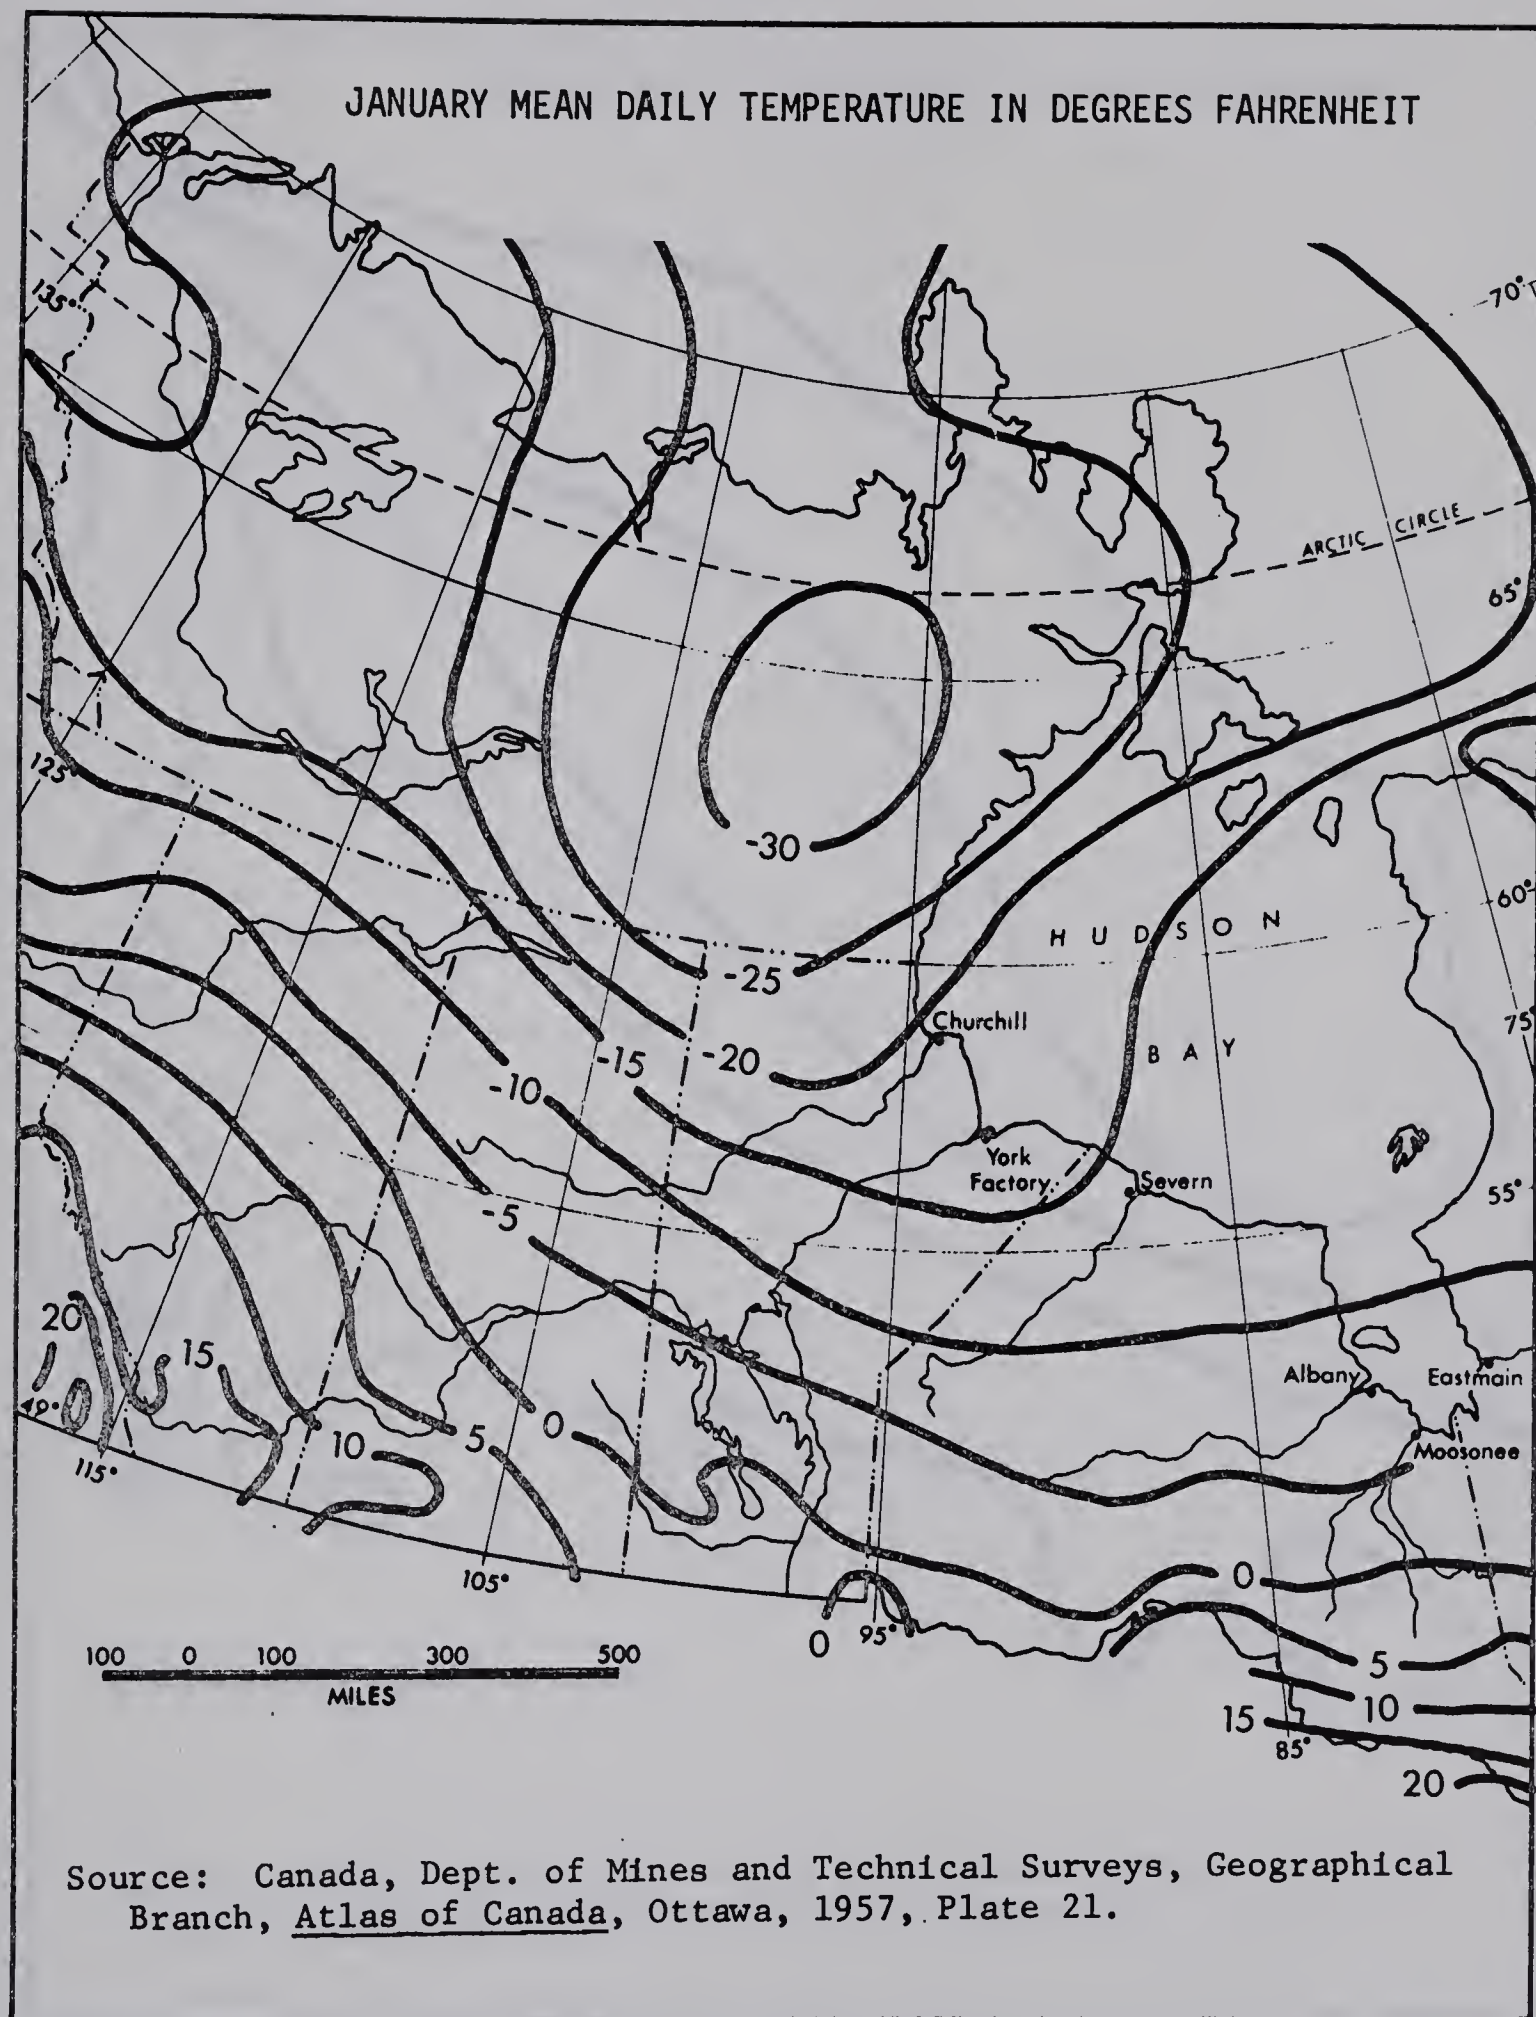 JANUARY MEAN DAILY TEMPERATURE IN DEGREES FAHRENHEIT
70°
135°
ARCTIC CIRCLE
65°
125°
-30
60°
HUDSON
-25
Churchill
75°
-15
-20
BAY
-10
York
Factory
Severn
55°
-5
20
15
Albany
Eastmain
49°
0
5
10
Moosonee
115°
105°
0
0
95°
5
100 0 100 300 500
MILES
10
15
85°
20
Source: Canada, Dept. of Mines and Technical Surveys, Geographical
Branch, Atlas of Canada, Ottawa, 1957, Plate 21.